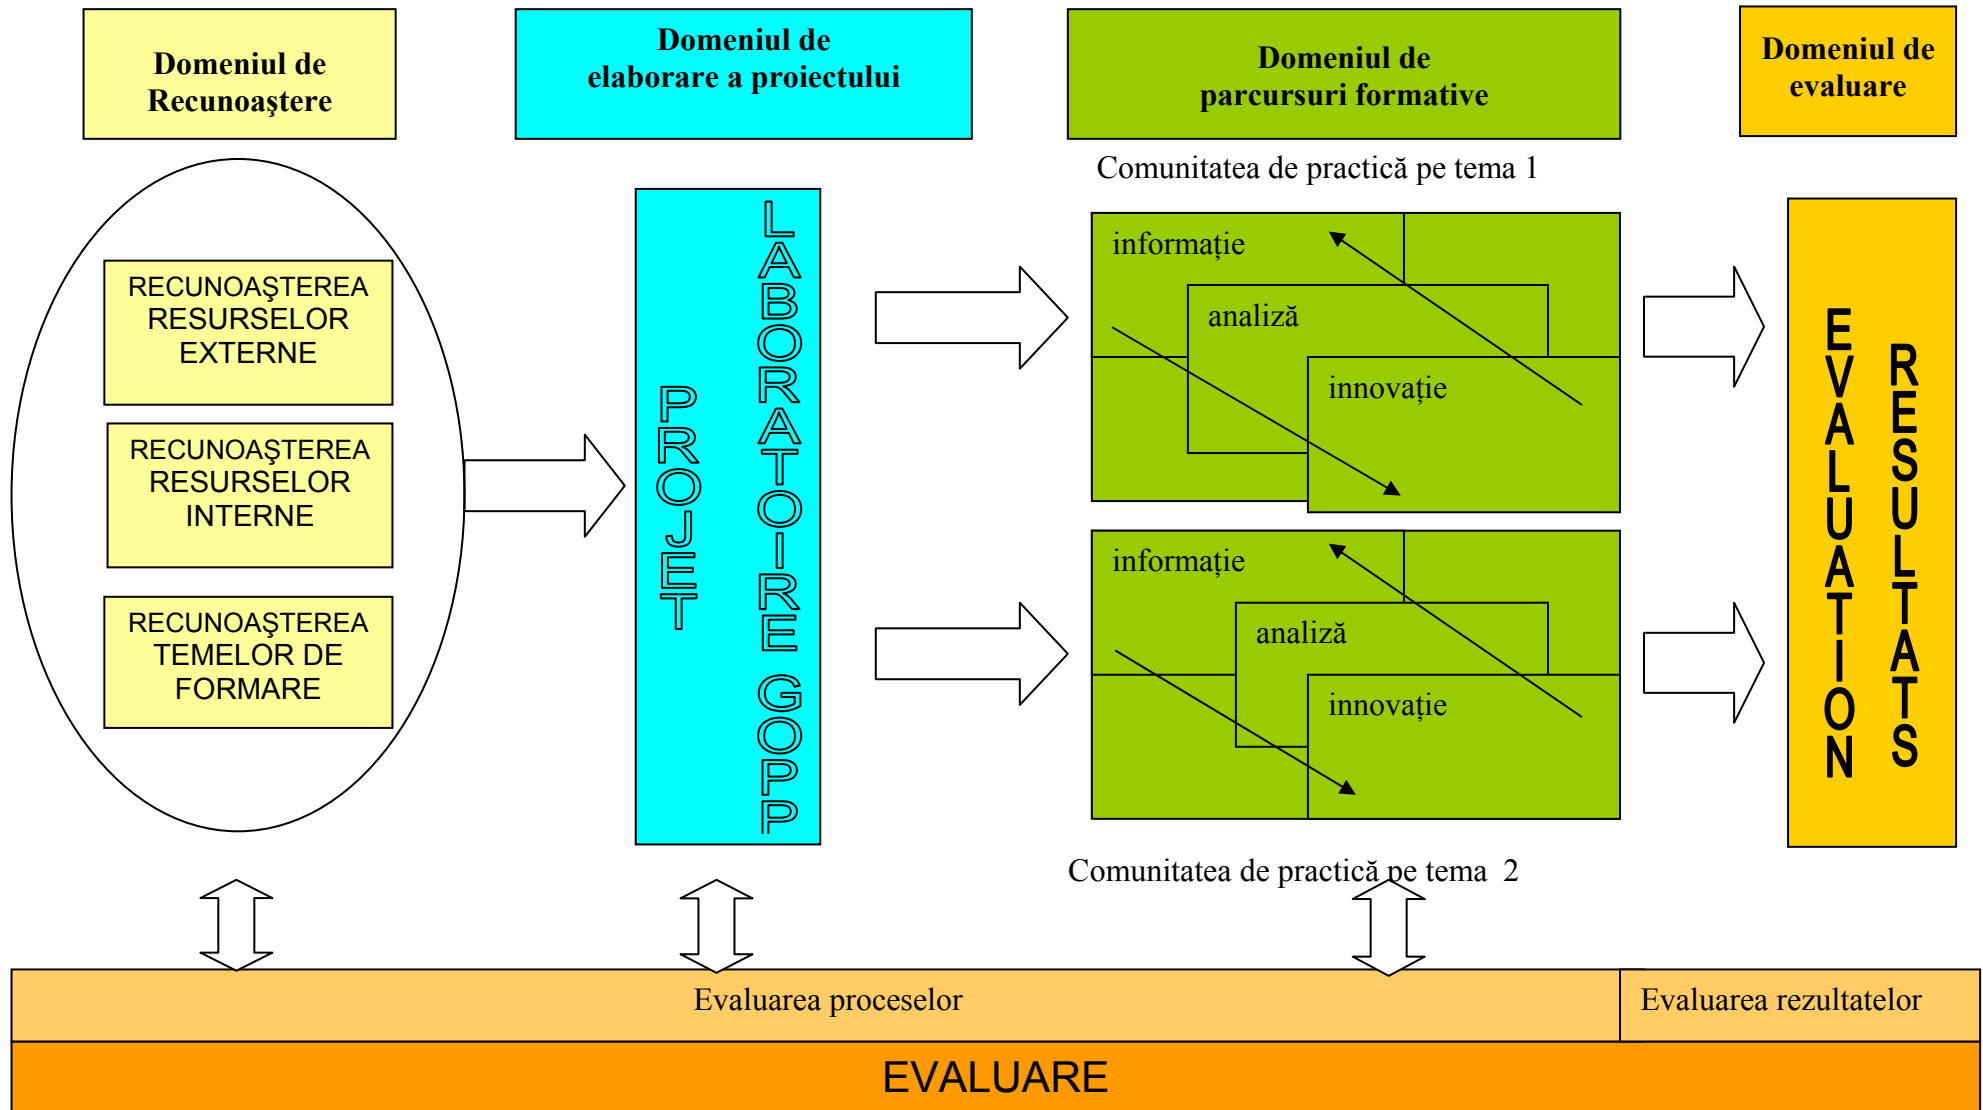 Domeniul de
Recunoaştere
Domeniul de
elaborare a proiectului
Domeniul de
parcursuri formative
Domeniul de
evaluare
RECUNOAŞTEREA
RESURSELOR
EXTERNE
RECUNOAŞTEREA
RESURSELOR
INTERNE
RECUNOAŞTEREA
TEMELOR DE
FORMARE
PROJET
LABORATOIRE GOPP
Comunitatea de practică pe tema 1
informaţie
analiză
innovaţie
informaţie
analiză
innovaţie
Comunitatea de practică pe tema  2
EVALUATION
RESULTATS
Evaluarea proceselor
Evaluarea rezultatelor
EVALUARE